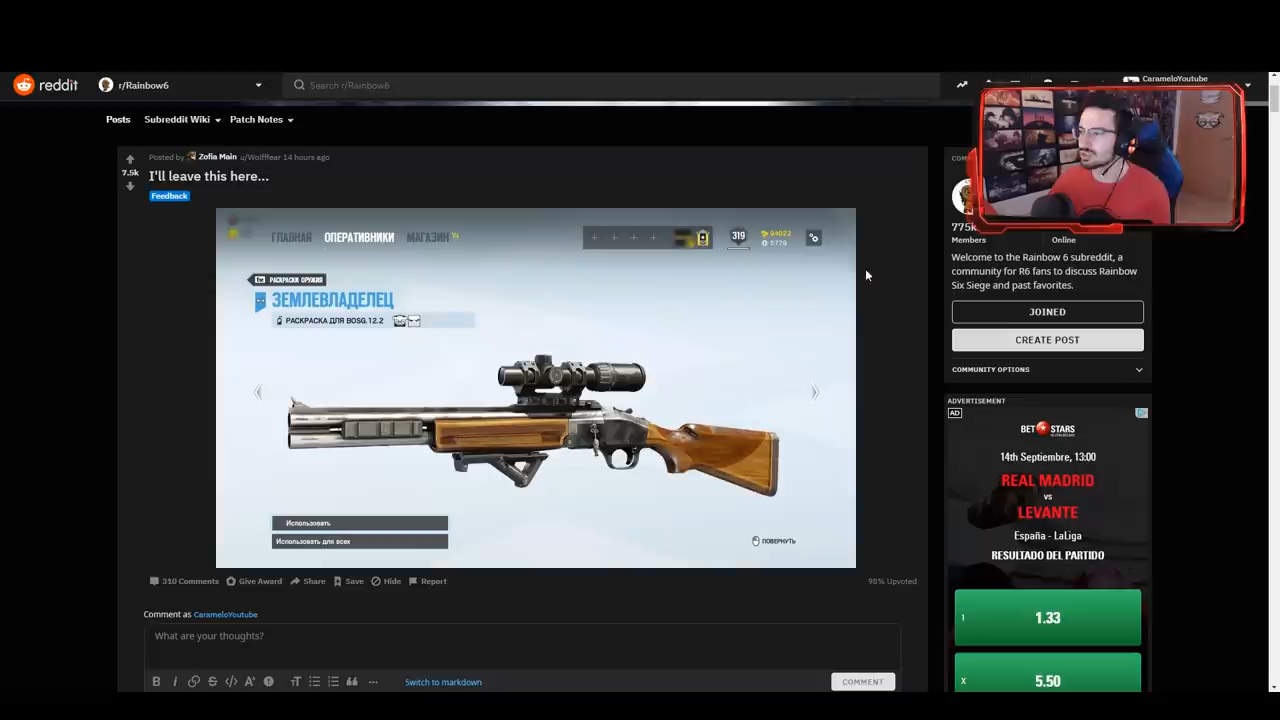 reddit
r/Rainbow6
Search r/Rainbow6
CarameloYoutube
Posts
Subreddit Wiki
Patch Notes
Posted by Zofia Main u/Wolfffear 14 hours ago
7.5k
I'll leave this here...
Feedback
ГЛАВНАЯ
ОПЕРАТИВНИКИ
МАГАЗИН
319
94022
5779
РАСКРАСКИ ОРУЖИЯ
ЗЕМЛЕВЛАДЕЛЕЦ
РАСКРАСКА ДЛЯ BOSG.12.2
Использовать
Использовать для всех
ПОВЕРНУТЬ
310 Comments
Give Award
Share
Save
Hide
Report
98% Upvoted
Comment as CarameloYoutube
What are your thoughts?
B
i
Switch to markdown
COMMENT
775k
Members
Online
Welcome to the Rainbow 6 subreddit, a
community for R6 fans to discuss Rainbow
Six Siege and past favorites.
JOINED
CREATE POST
COMMUNITY OPTIONS
ADVERTISEMENT
AD
BET STARS
14th Septiembre, 13:00
REAL MADRID
vs
LEVANTE
España - LaLiga
RESULTADO DEL PARTIDO
1
1.33
X
5.50